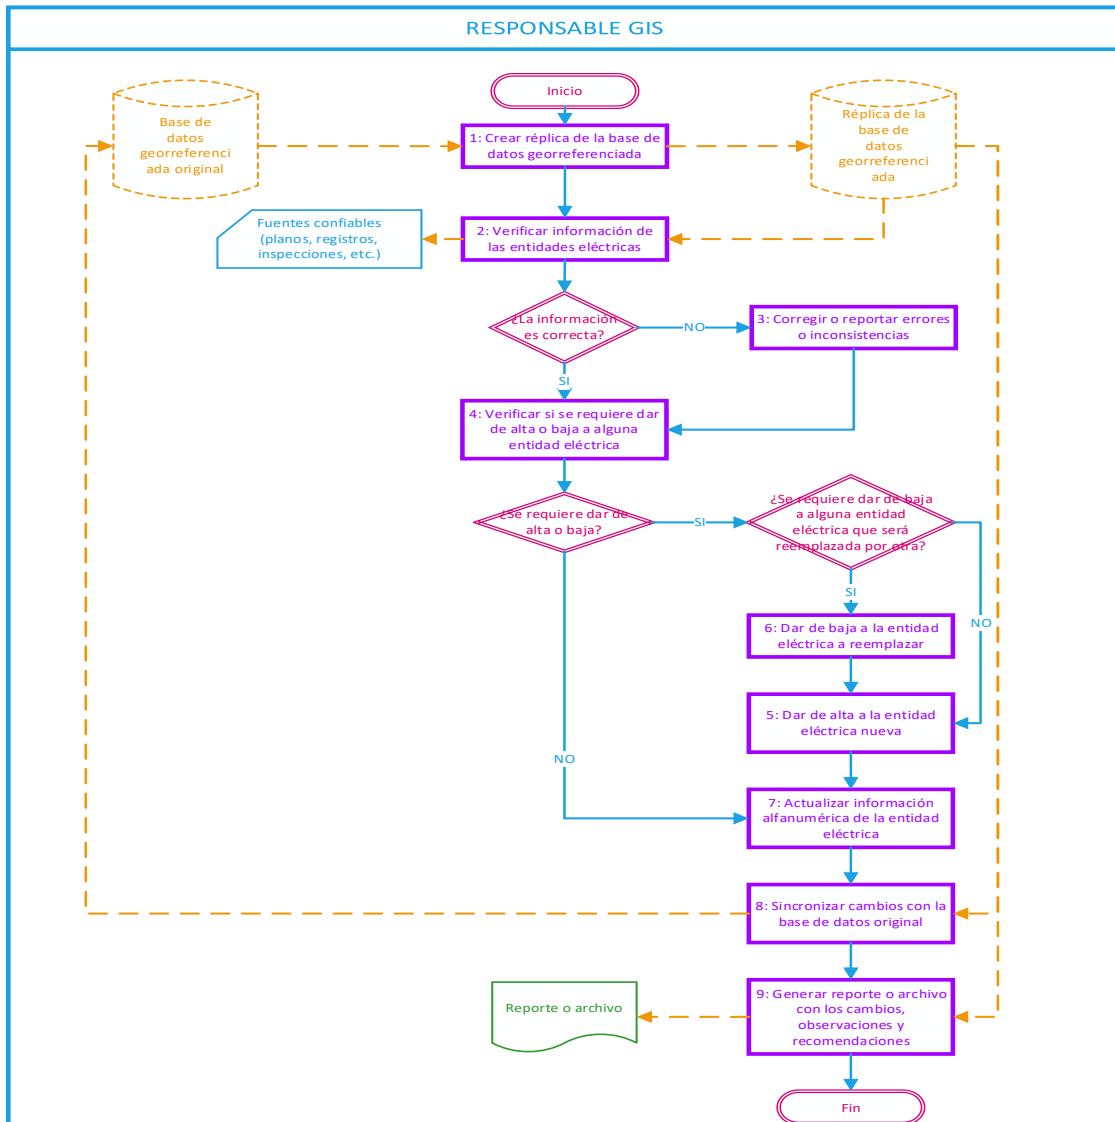 RESPONSABLE GIS
Inicio
Base de
datos
georreferenci
ada original
1: Crear réplica de la base de
datos georreferenciada
Réplica de la
base de
datos
georreferenci
ada
Fuentes confiables
(planos, registros,
inspecciones, etc.)
2: Verificar información de
las entidades eléctricas
¿La información
es correcta?
NO
3: Corregir o reportar errores
o inconsistencias
SI
4: Verificar si se requiere dar
de alta o baja a alguna
entidad eléctrica
¿Se requiere dar de
alta o baja?
SI
¿Se requiere dar de baja
a alguna entidad
eléctrica que será
reemplazada por otra?
SI
NO
6: Dar de baja a la entidad
eléctrica a reemplazar
5: Dar de alta a la entidad
eléctrica nueva
NO
7: Actualizar información
alfanumérica de la entidad
eléctrica
8: Sincronizar cambios con la
base de datos original
9: Generar reporte o archivo
con los cambios,
observaciones y
recomendaciones
Reporte o archivo
Fin